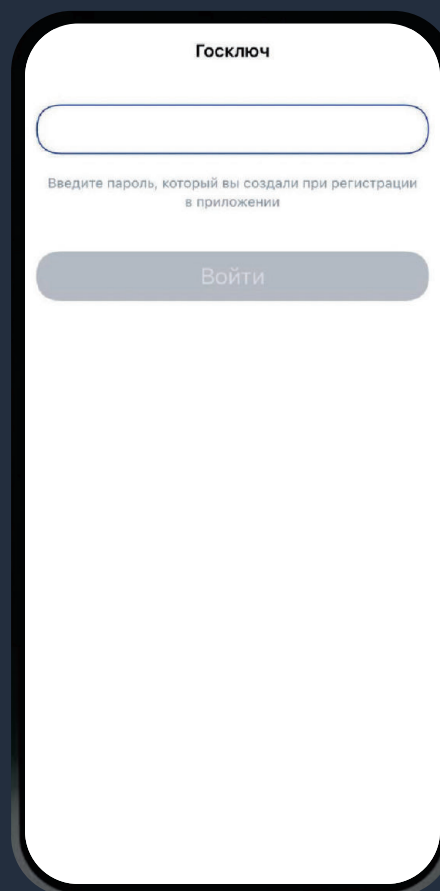 Госключ
Введите пароль, который вы создали при регистрации
в приложении
Войти